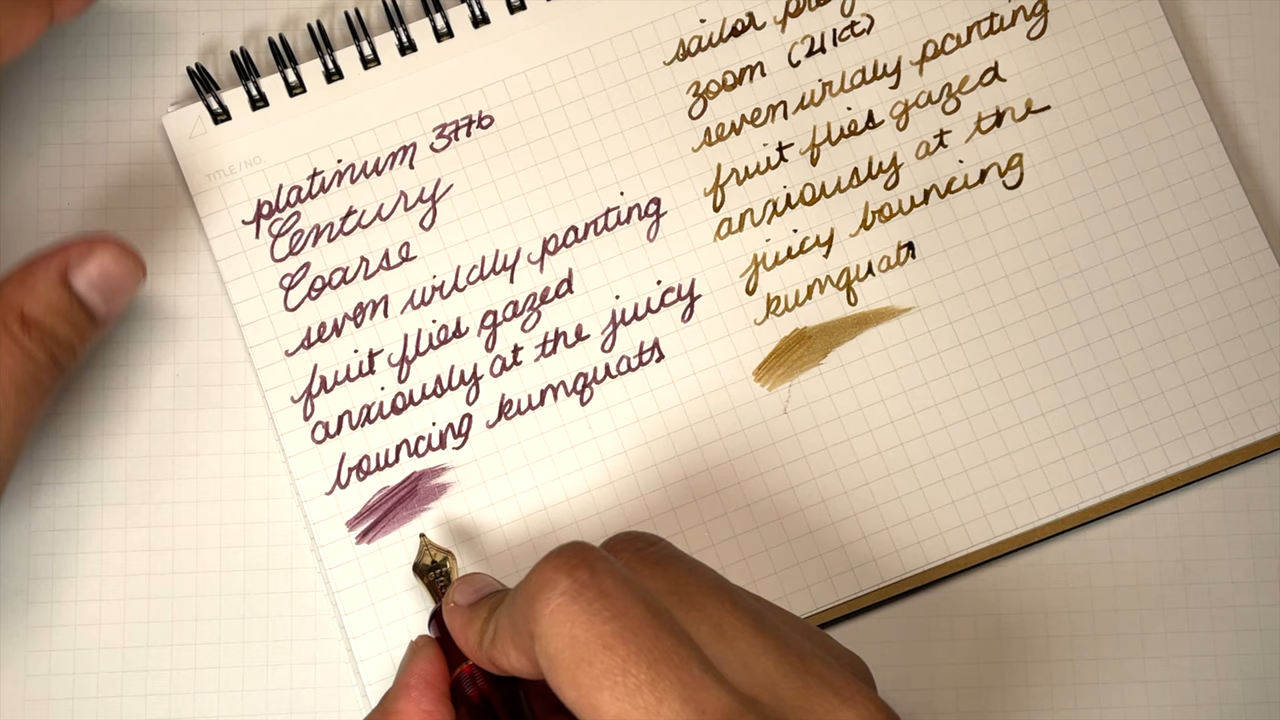 TITLE / NO.
platinum 3776
Century
Coarse
seven wildly panting
fruit flies gazed
anxiously at the juicy
bouncing kumquats
sailor
zoom (21kt)
seven wildly panting
fruit flies gazed
anxiously at the
juicy bouncing
kumquats